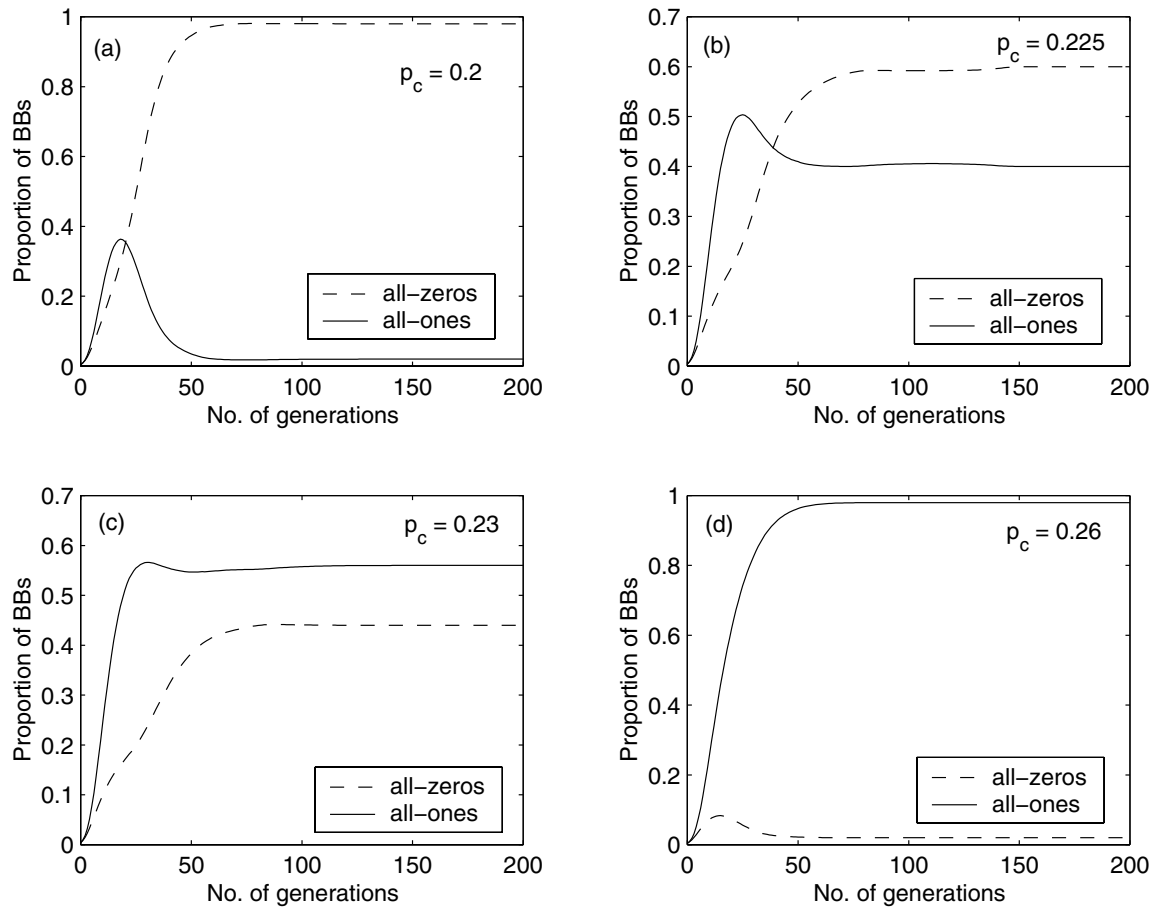 (a)
p_c = 0.2
Proportion of BBs
1
0.8
0.6
0.4
0.2
0
all−zeros
all−ones
0 50 100 150 200
No. of generations
(b)
p_c = 0.225
Proportion of BBs
0.7
0.6
0.5
0.4
0.3
0.2
0.1
0
all−zeros
all−ones
0 50 100 150 200
No. of generations
(c)
p_c = 0.23
Proportion of BBs
0.7
0.6
0.5
0.4
0.3
0.2
0.1
0
all−zeros
all−ones
0 50 100 150 200
No. of generations
(d)
p_c = 0.26
Proportion of BBs
1
0.8
0.6
0.4
0.2
0
all−zeros
all−ones
0 50 100 150 200
No. of generations